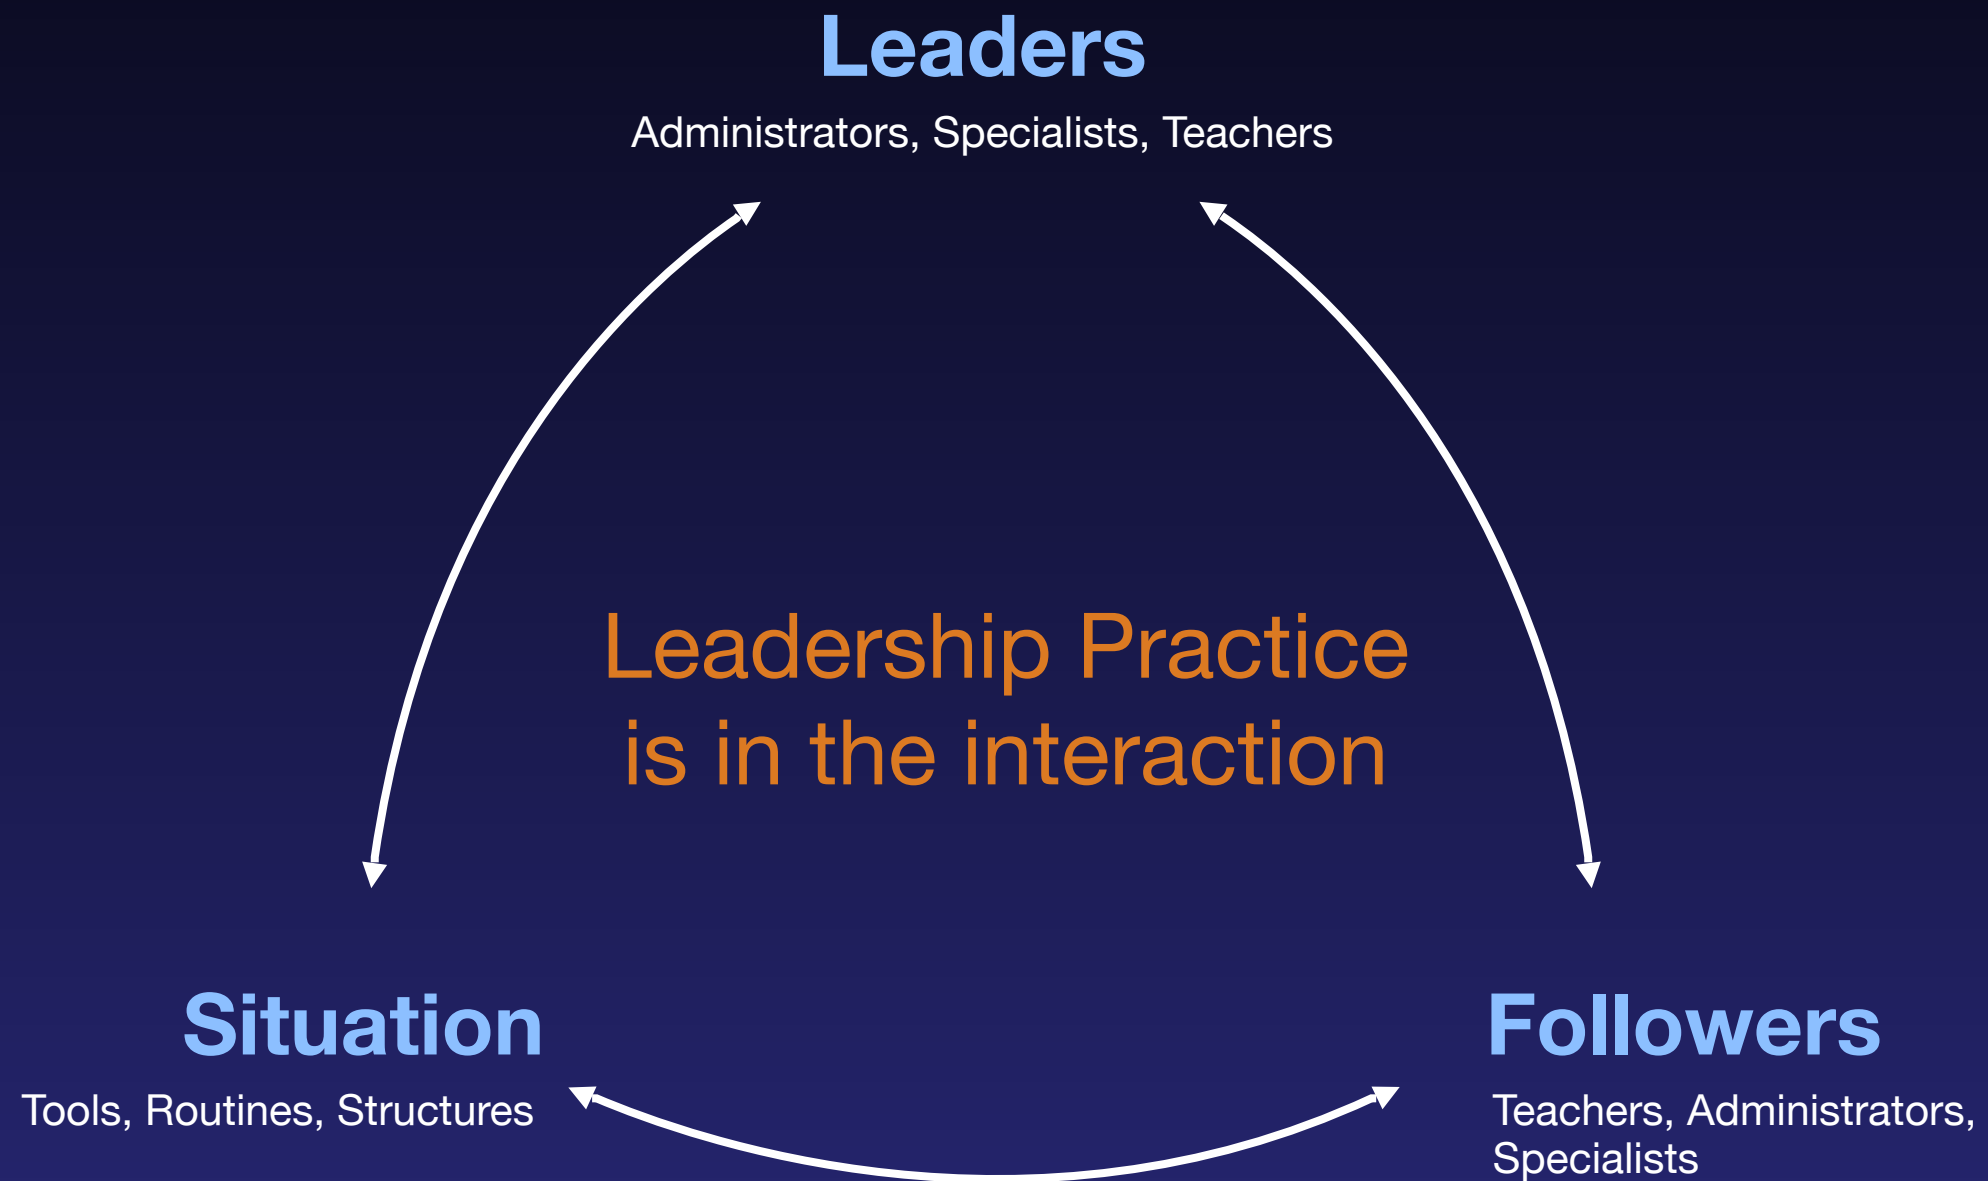 Leaders
Administrators, Specialists, Teachers
Leadership Practice
is in the interaction
Situation
Tools, Routines, Structures
Followers
Teachers, Administrators,
Specialists